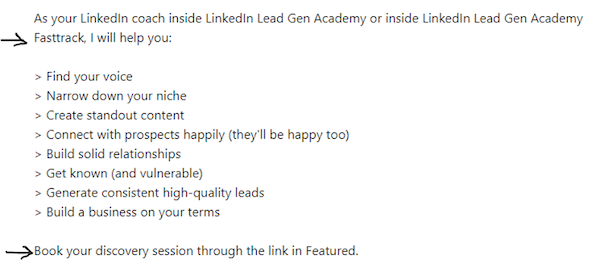 As your LinkedIn coach inside LinkedIn Lead Gen Academy or inside LinkedIn Lead Gen Academy
Fasttrack, I will help you:
> Find your voice
> Narrow down your niche
> Create standout content
> Connect with prospects happily (they'll be happy too)
> Build solid relationships
> Get known (and vulnerable)
> Generate consistent high-quality leads
> Build a business on your terms
Book your discovery session through the link in Featured.